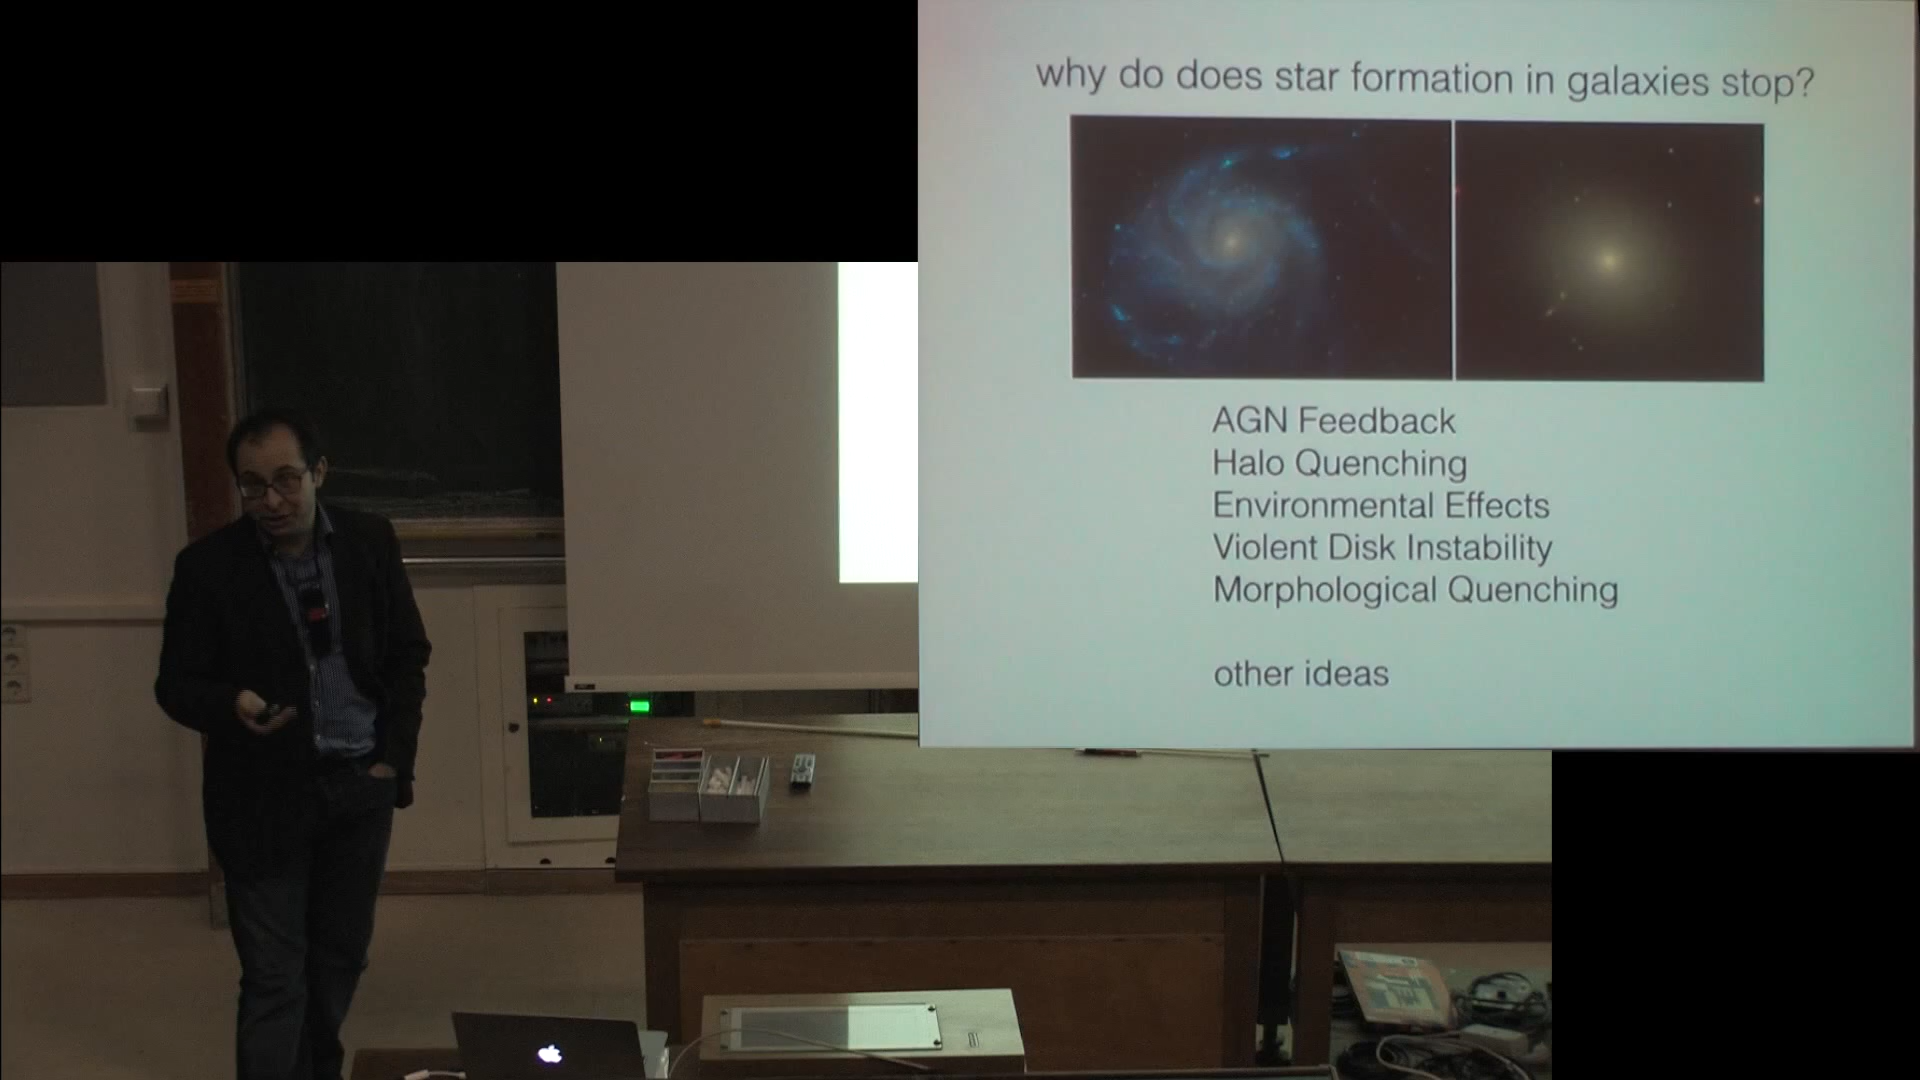 why do does star formation in galaxies stop?
AGN Feedback
Halo Quenching
Environmental Effects
Violent Disk Instability
Morphological Quenching
other ideas